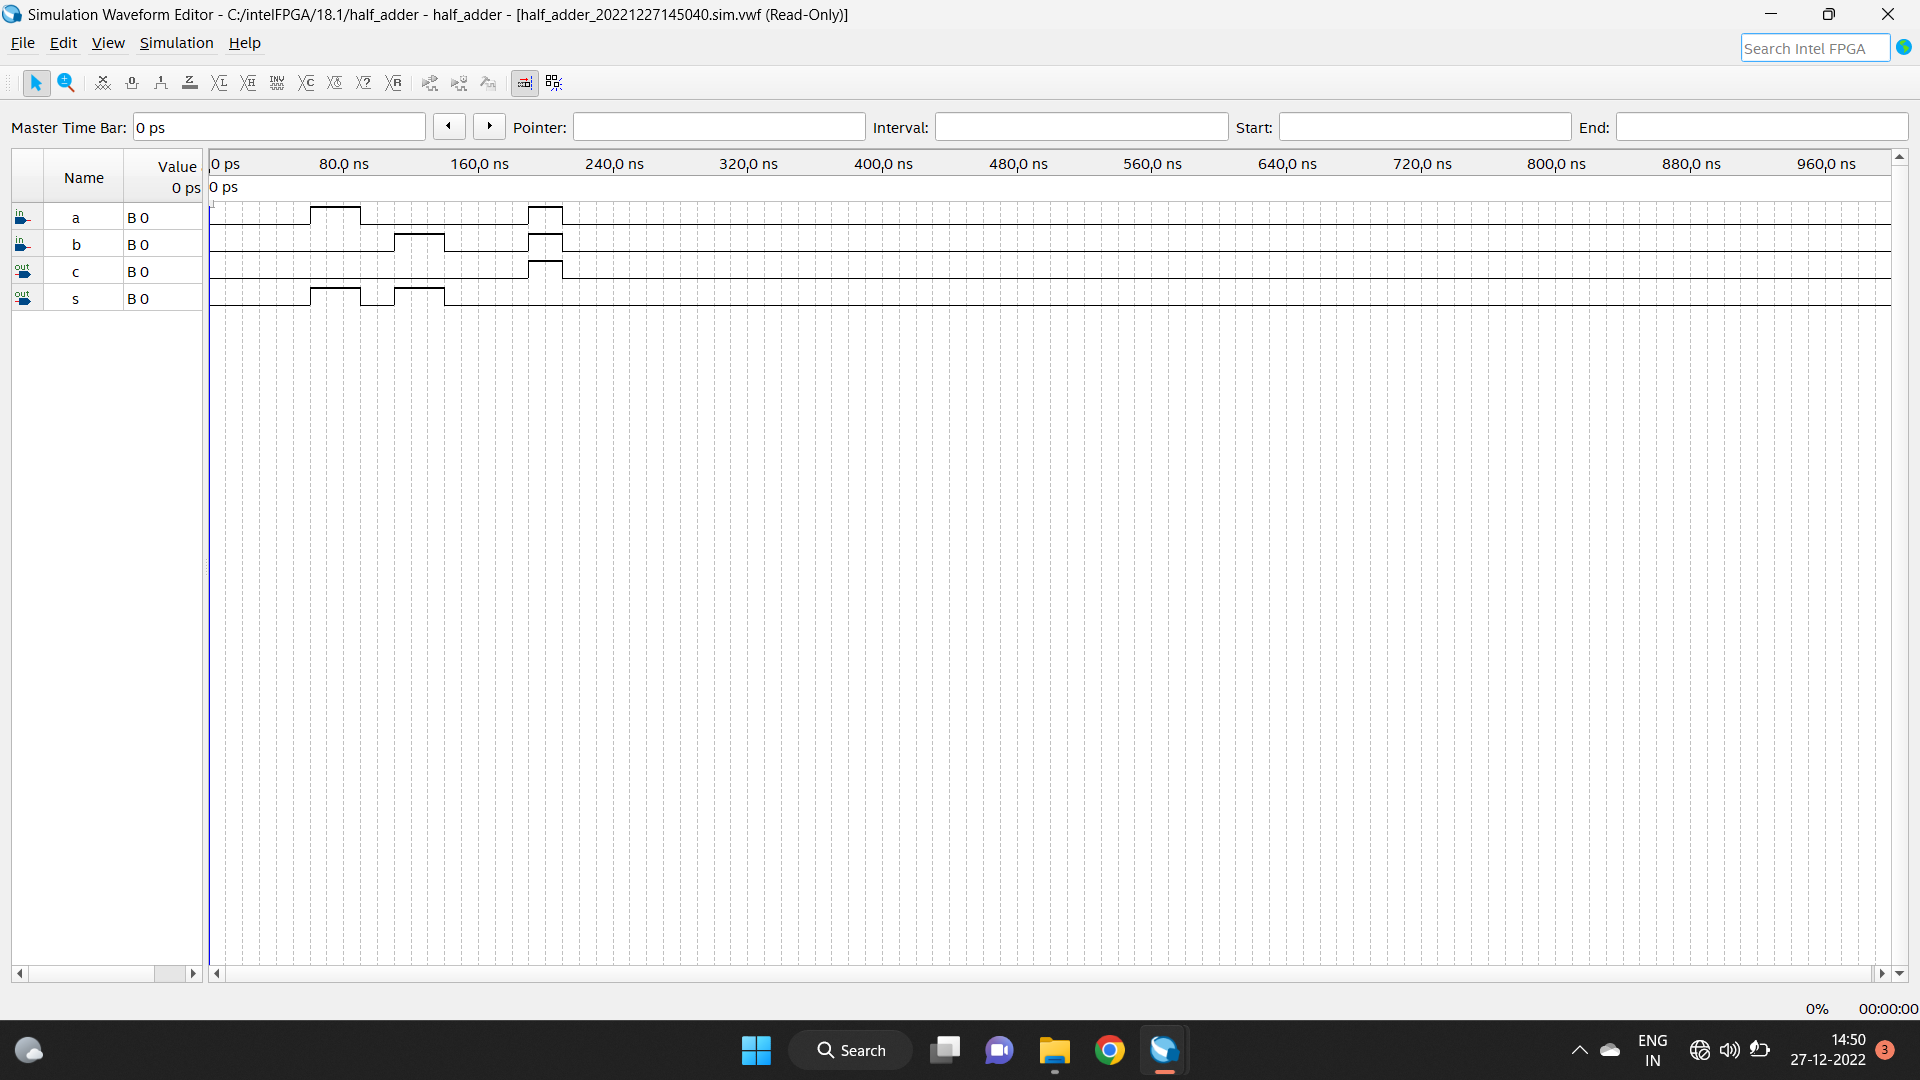 Simulation Waveform Editor - C:/intelFPGA/18.1/half_adder - half_adder - [half_adder_20221227145040.sim.vwf (Read-Only)]
File Edit View Simulation Help
Search Intel FPGA
Master Time Bar: 0 ps Pointer: Interval: Start: End:
Name Value 0 ps
0 ps 80.0 ns 160.0 ns 240.0 ns 320.0 ns 400.0 ns 480.0 ns 560.0 ns 640.0 ns 720.0 ns 800.0 ns 880.0 ns 960.0 ns
0 ps
in a B 0
in b B 0
out c B 0
out s B 0
0% 00:00:00
Search
ENG
IN
14:50
27-12-2022
3